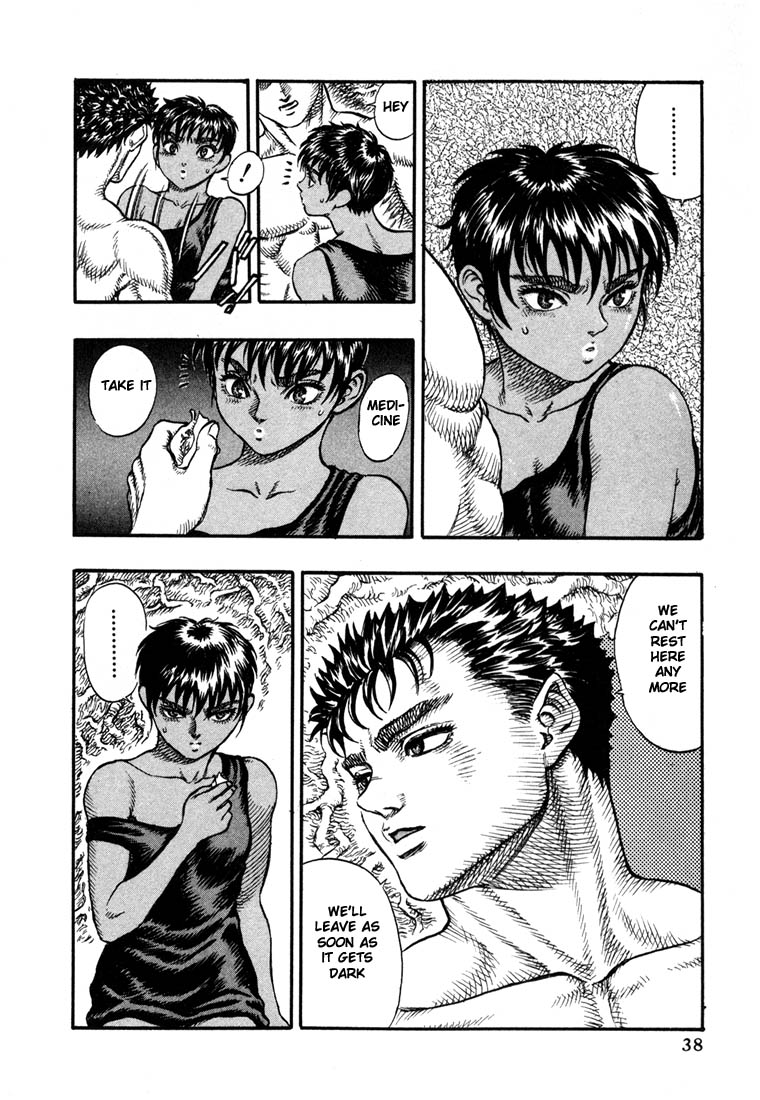 .........
HEY
!
MEDI-
CINE
TAKE IT
WE
CAN'T
REST
HERE
ANY
MORE
WE'LL
LEAVE AS
SOON AS
IT GETS
DARK
.........
38